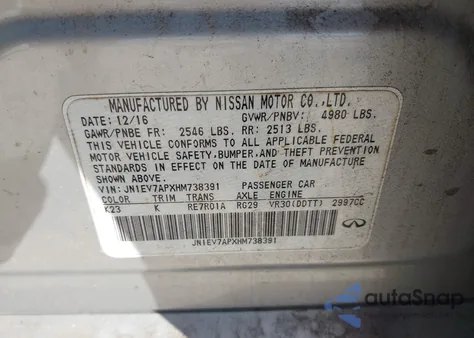 MANUFACTURED BY NISSAN MOTOR CO.,LTD.
DATE: 12/16 GVWR/PNBV: 4980 LBS.
GAWR/PNBE FR: 2546 LBS. RR: 2513 LBS.
THIS VEHICLE CONFORMS TO ALL APPLICABLE FEDERAL
MOTOR VEHICLE SAFETY, BUMPER, AND THEFT PREVENTION
STANDARDS IN EFFECT ON THE DATE OF MANUFACTURE
SHOWN ABOVE.
VIN: JN1EV7APXHM738391 PASSENGER CAR
COLOR TRIM TRANS AXLE ENGINE
K23 K RE7R01A RG29 VR30(DDTT) 2997CC
JN1EV7APXHM738391
INFINITI
autoSnap